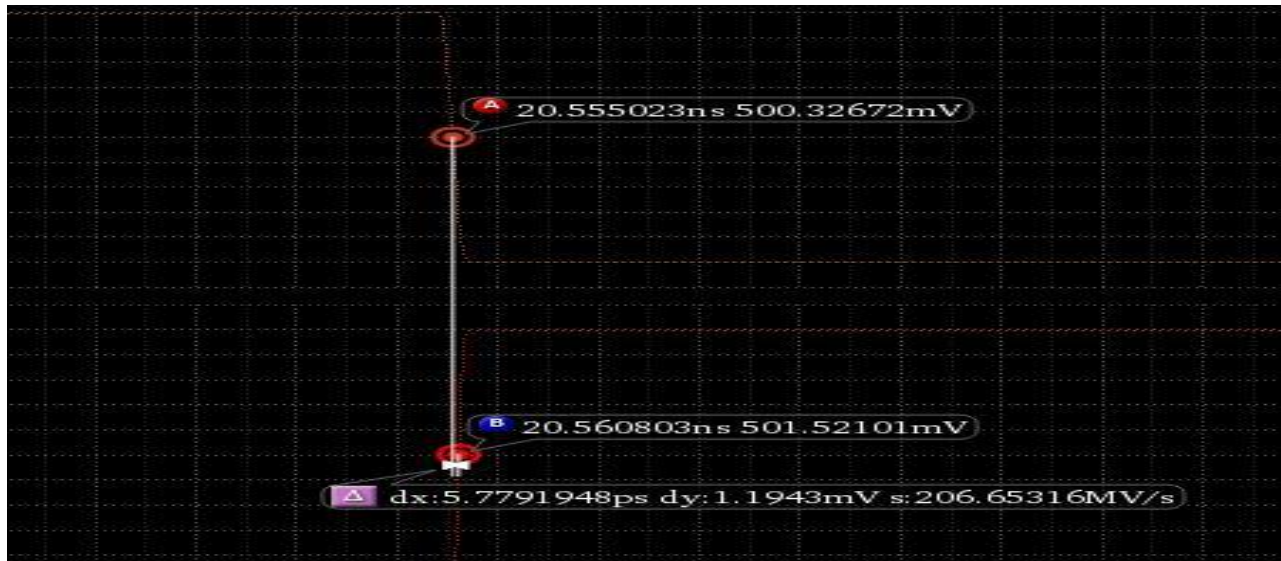 A 20.555023ns 500.32672mV
B 20.560803ns 501.52101mV
Δ dx:5.7791948ps dy:1.1943mV s:206.65316MV/s